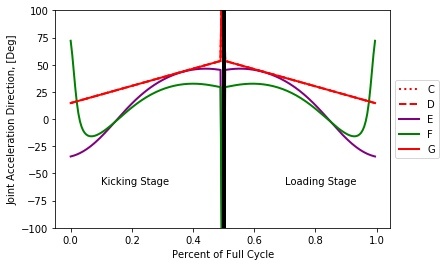 100
75
50
25
0
−25
−50
−75
−100
Joint Acceleration Direction, [Deg]
Kicking Stage
Loading Stage
0.0
0.2
0.4
0.6
0.8
1.0
Percent of Full Cycle
C
D
E
F
G